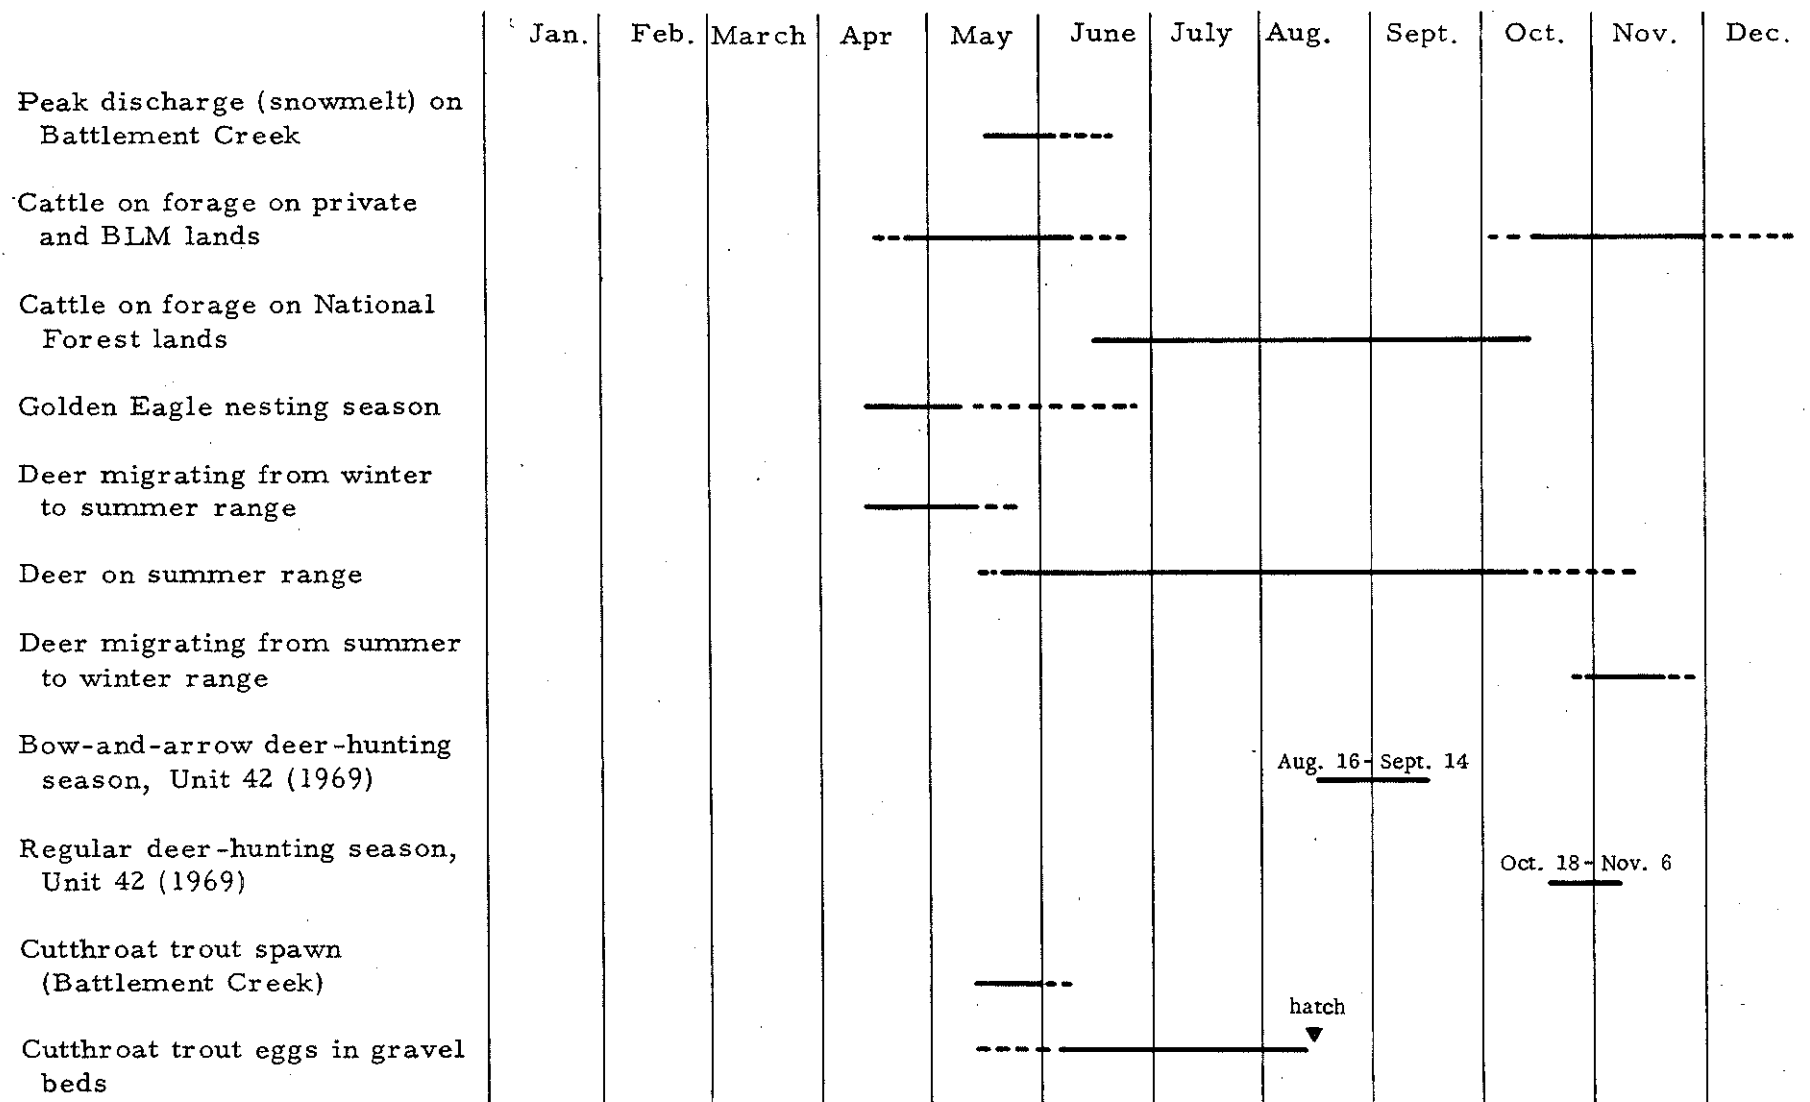 Jan. Feb. March Apr May June July Aug. Sept. Oct. Nov. Dec.
Peak discharge (snowmelt) on
Battlement Creek
Cattle on forage on private
and BLM lands
Cattle on forage on National
Forest lands
Golden Eagle nesting season
Deer migrating from winter
to summer range
Deer on summer range
Deer migrating from summer
to winter range
Bow-and-arrow deer-hunting
season, Unit 42 (1969)
Aug. 16-Sept. 14
Regular deer-hunting season,
Unit 42 (1969)
Oct. 18-Nov. 6
Cutthroat trout spawn
(Battlement Creek)
hatch
Cutthroat trout eggs in gravel
beds